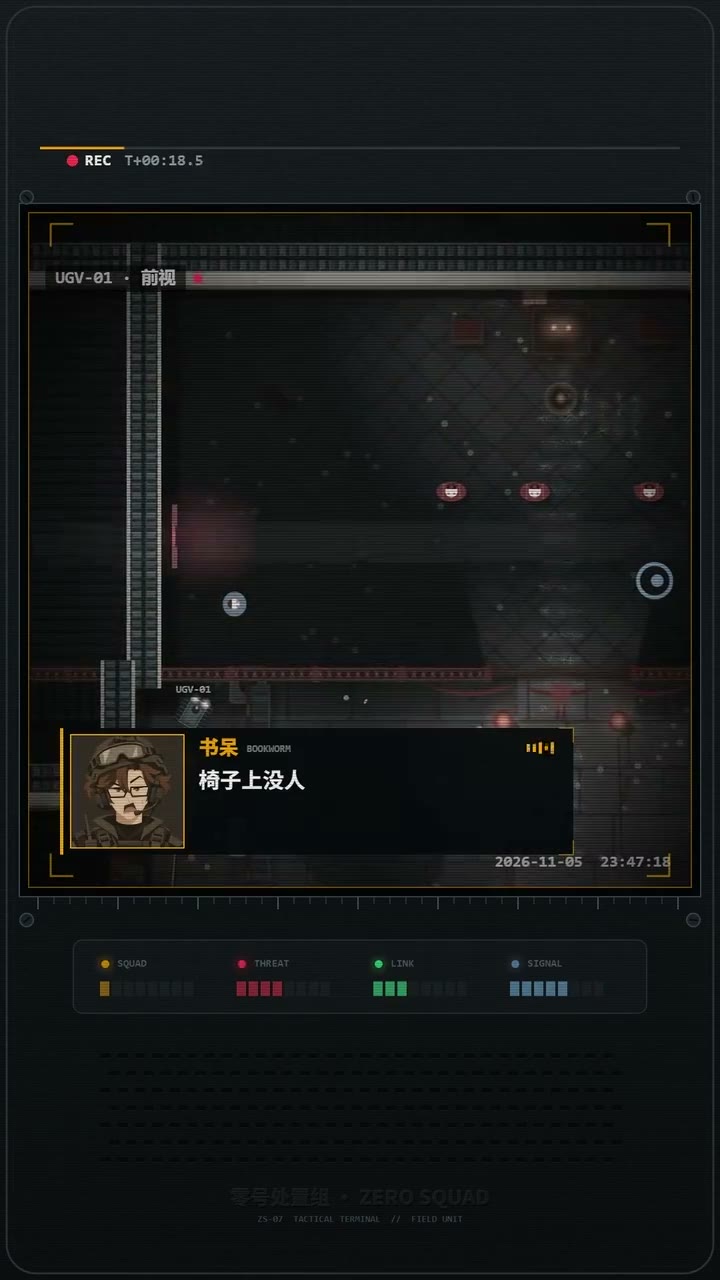 REC T+00:18.5
UGV-01 · 前视
UGV-01
书呆 BOOKWORM
椅子上没人
2026-11-05 23:47:18
SQUAD THREAT LINK SIGNAL
零号处置组 · ZERO SQUAD
ZS-07 TACTICAL TERMINAL // FIELD UNIT